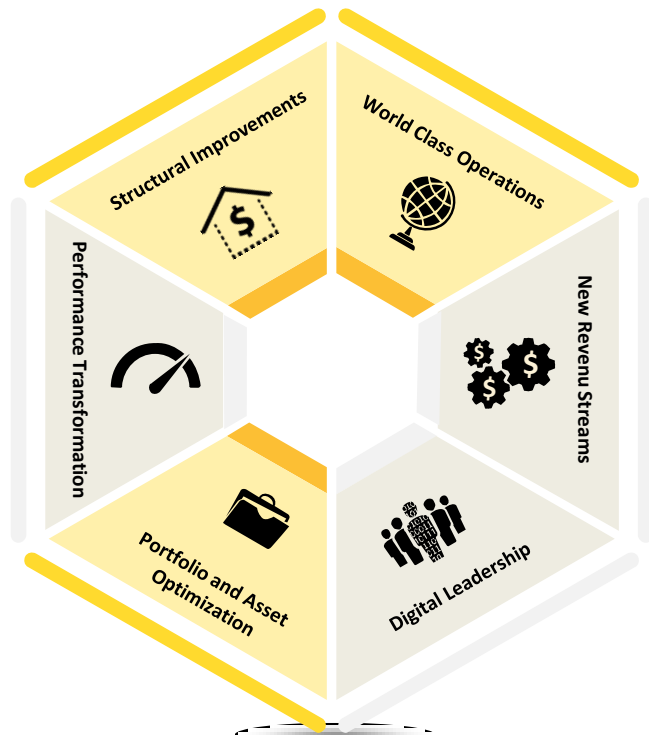 Structural Improvements
World Class Operations
Performance Transformation
$
$
$
$
New Revenu Streams
Portfolio and Asset
Optimization
Digital Leadership